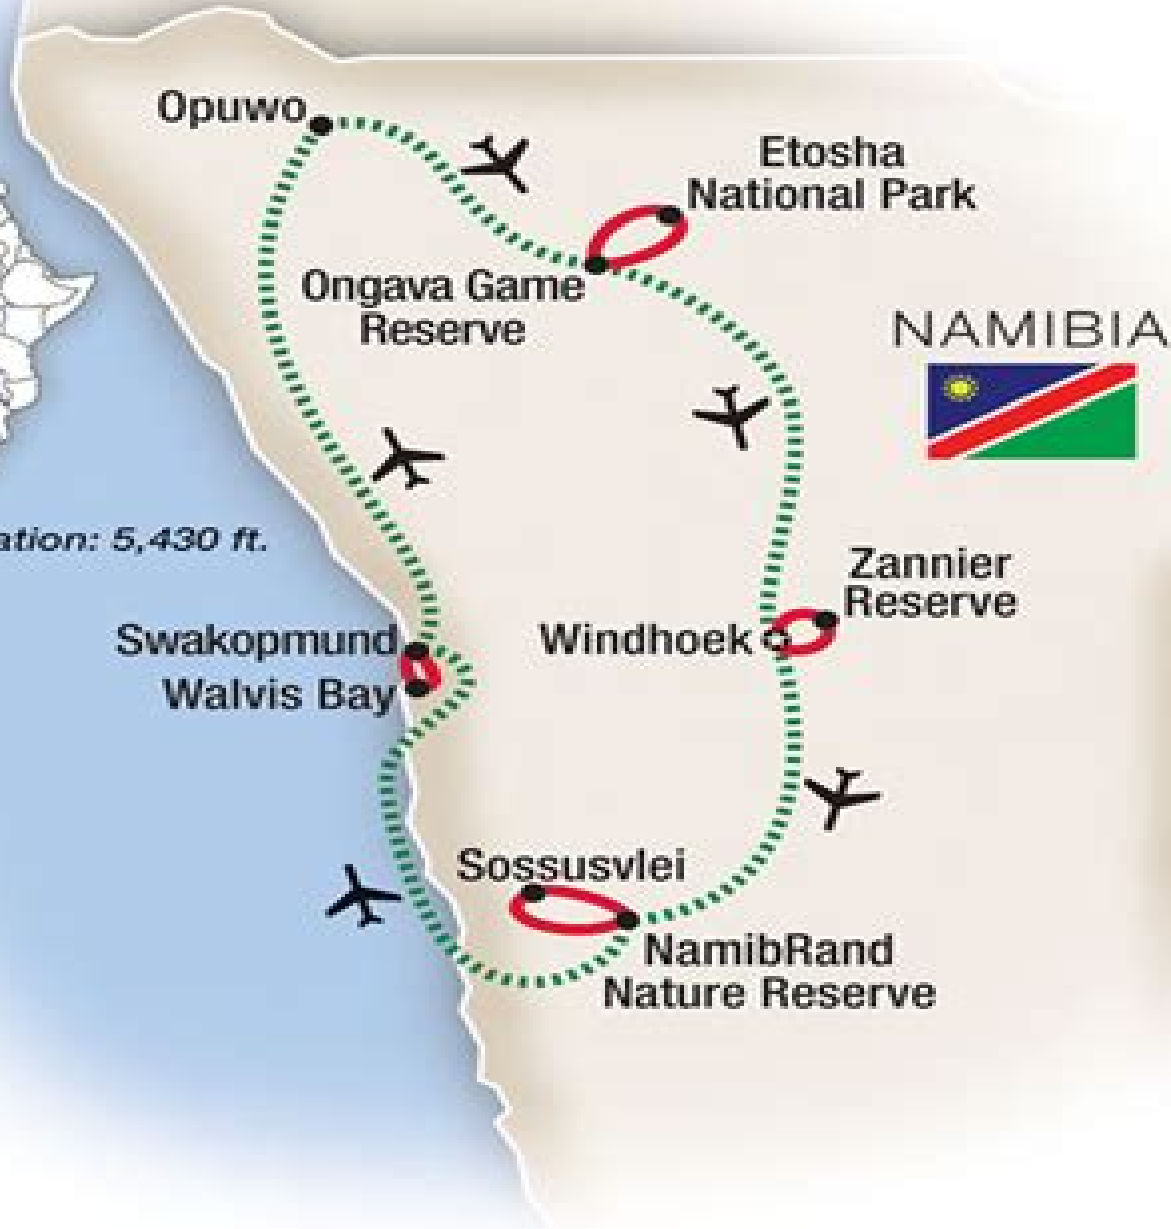 Opuwo
Etosha
National Park
Ongava Game
Reserve
NAMIBIA
5,430 ft.
Zannier
Reserve
Swakopmund
Windhoek
Walvis Bay
Sossusvlei
NamibRand
Nature Reserve